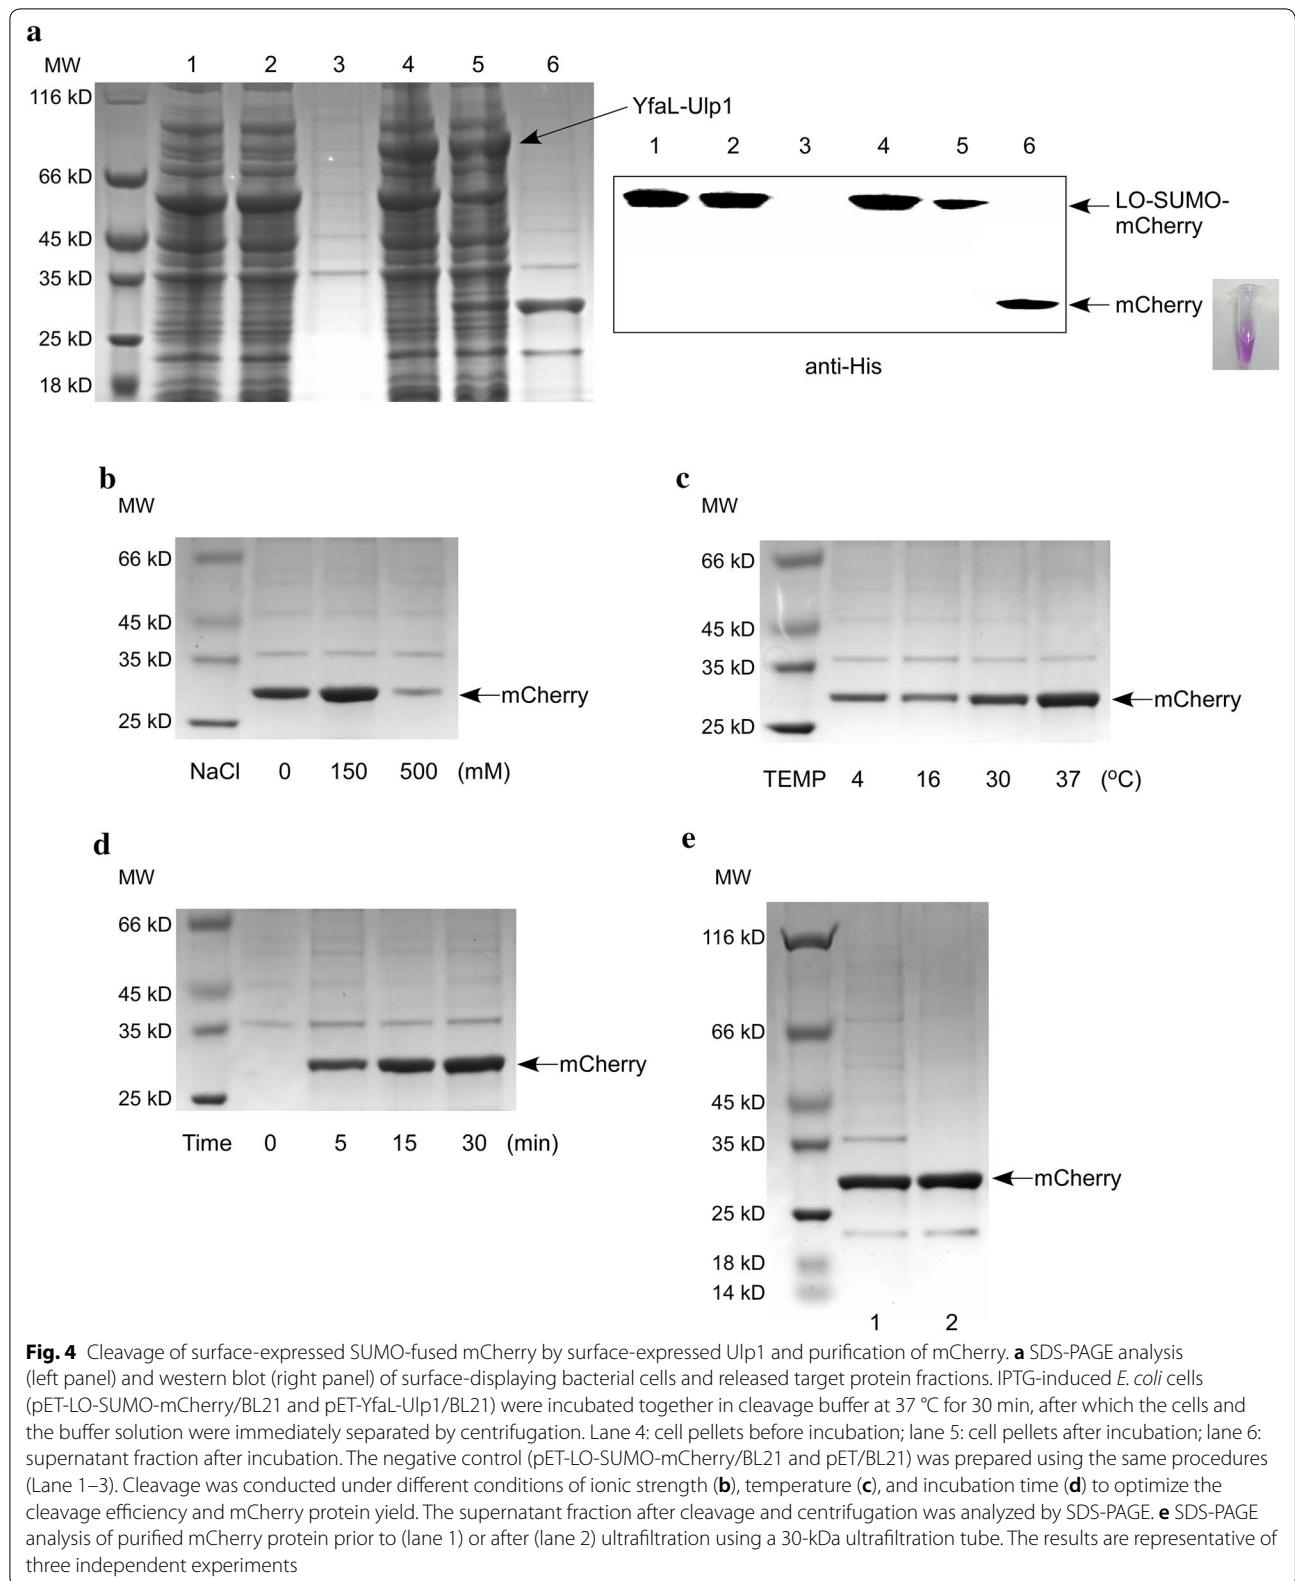 a
MW 1 2 3 4 5 6
116 kD
66 kD
45 kD
35 kD
25 kD
18 kD
YfaL-Ulp1
1 2 3 4 5 6
LO-SUMO-
mCherry
mCherry
anti-His
b
MW
66 kD
45 kD
35 kD
25 kD
mCherry
NaCl 0 150 500 (mM)
c
MW
66 kD
45 kD
35 kD
25 kD
mCherry
TEMP 4 16 30 37 (ºC)
d
MW
66 kD
45 kD
35 kD
25 kD
mCherry
Time 0 5 15 30 (min)
e
MW
116 kD
66 kD
45 kD
35 kD
25 kD
18 kD
14 kD
mCherry
1 2
Fig. 4 Cleavage of surface-expressed SUMO-fused mCherry by surface-expressed Ulp1 and purification of mCherry. a SDS-PAGE analysis
(left panel) and western blot (right panel) of surface-displaying bacterial cells and released target protein fractions. IPTG-induced E. coli cells
(pET-LO-SUMO-mCherry/BL21 and pET-YfaL-Ulp1/BL21) were incubated together in cleavage buffer at 37 °C for 30 min, after which the cells and
the buffer solution were immediately separated by centrifugation. Lane 4: cell pellets before incubation; lane 5: cell pellets after incubation; lane 6:
supernatant fraction after incubation. The negative control (pET-LO-SUMO-mCherry/BL21 and pET/BL21) was prepared using the same procedures
(Lane 1–3). Cleavage was conducted under different conditions of ionic strength (b), temperature (c), and incubation time (d) to optimize the
cleavage efficiency and mCherry protein yield. The supernatant fraction after cleavage and centrifugation was analyzed by SDS-PAGE. e SDS-PAGE
analysis of purified mCherry protein prior to (lane 1) or after (lane 2) ultrafiltration using a 30-kDa ultrafiltration tube. The results are representative of
three independent experiments